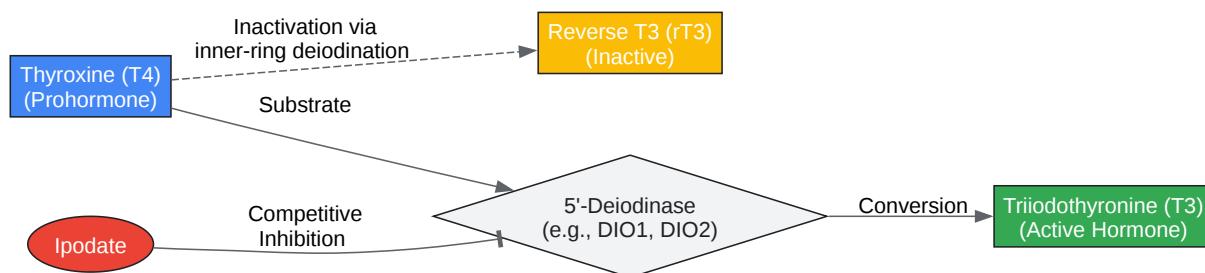 Inactivation via
inner-ring deiodination
Reverse T3 (rT3)
(Inactive)
Thyroxine (T4)
(Prohormone)
Substrate
5'-Deiodinase
(e.g., DIO1, DIO2)
Conversion
Triiodothyronine (T3)
(Active Hormone)
Competitive
Inhibition
Ipodate